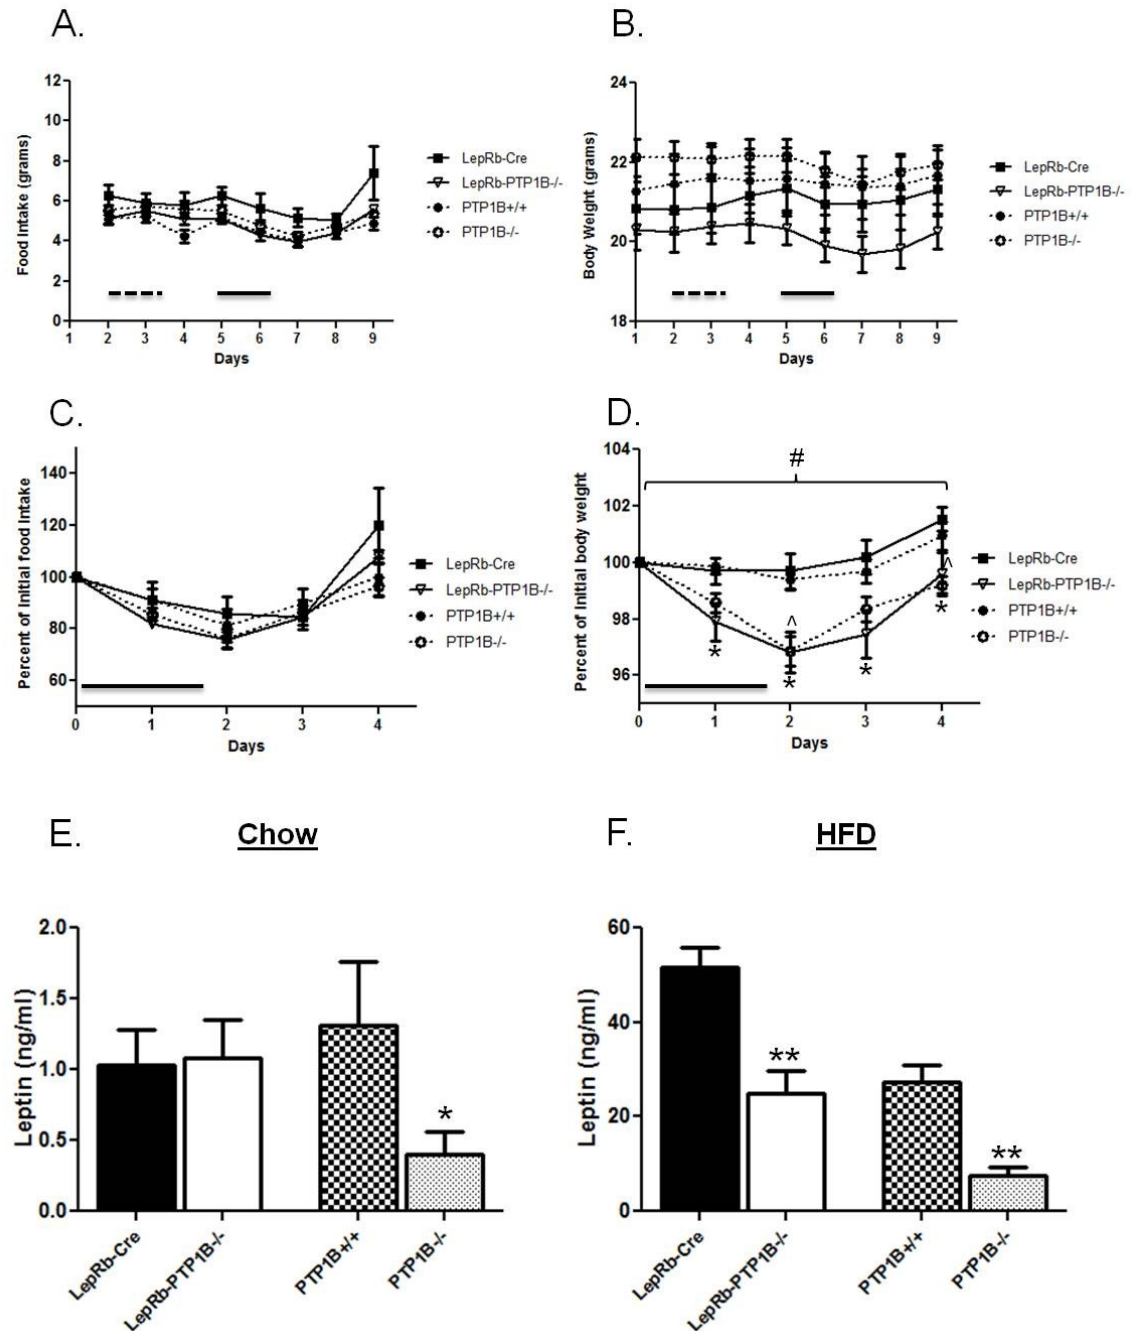 A.
Food Intake (grams)
12
10
8
6
4
2
0
1 2 3 4 5 6 7 8 9
Days
LepRb-Cre
LepRb-PTP1B-/-
PTP1B+/+
PTP1B-/-
B.
Body Weight (grams)
24
22
20
18
1 2 3 4 5 6 7 8 9
Days
LepRb-Cre
LepRb-PTP1B-/-
PTP1B+/+
PTP1B-/-
C.
Percent of Initial food Intake
140
120
100
80
60
0 1 2 3 4
Days
LepRb-Cre
LepRb-PTP1B-/-
PTP1B+/+
PTP1B-/-
D.
Percent of Initial body weight
104
102
100
98
96
#
^
^
*
*
*
*
0 1 2 3 4
Days
LepRb-Cre
LepRb-PTP1B-/-
PTP1B+/+
PTP1B-/-
E.
Chow
Leptin (ng/ml)
2.0
1.5
1.0
0.5
0.0
*
LepRb-Cre
LepRb-PTP1B-/-
PTP1B+/+
PTP1B-/-
F.
HFD
Leptin (ng/ml)
60
40
20
0
**
**
LepRb-Cre
LepRb-PTP1B-/-
PTP1B+/+
PTP1B-/-